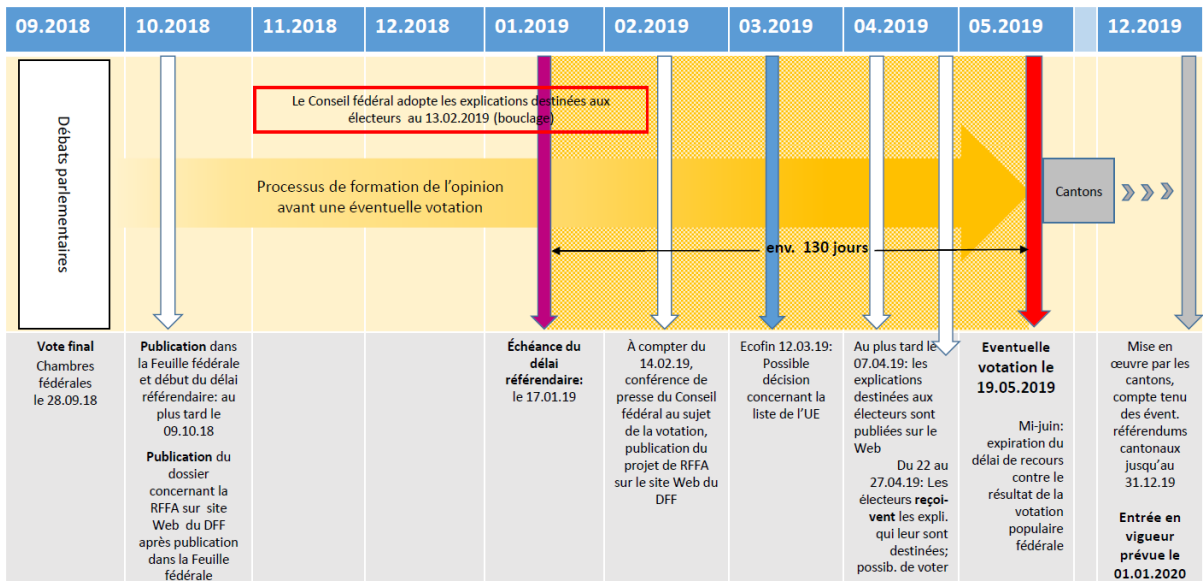 09.2018
10.2018
11.2018
12.2018
01.2019
02.2019
03.2019
04.2019
05.2019
12.2019
Débats parlementaires
Le Conseil fédéral adopte les explications destinées aux
électeurs au 13.02.2019 (bouclage)
Processus de formation de l'opinion
avant une éventuelle votation
env. 130 jours
Cantons
Vote final
Chambres
fédérales
le 28.09.18
Publication dans
la Feuille fédérale
et début du délai
référendaire: au
plus tard le
09.10.18
Publication du
dossier
concernant la
RFFA sur site
Web du DFF
après publication
dans la Feuille
fédérale
Échéance du
délai
référendaire:
le 17.01.19
À compter du
14.02.19,
conférence de
presse du Conseil
fédéral au sujet
de la votation,
publication du
projet de RFFA
sur le site Web du
DFF
Ecofin 12.03.19:
Possible
décision
concernant la
liste de l'UE
Au plus tard le
07.04.19: les
explications
destinées aux
électeurs sont
publiées sur le
Web
Du 22 au
27.04.19: Les
électeurs reçoi-
vent les expli.
qui leur sont
destinées;
possib. de voter
Eventuelle
votation le
19.05.2019
Mi-juin:
expiration du
délai de recours
contre le
résultat de la
votation
populaire
fédérale
Mise en
œuvre par les
cantons,
compte tenu
des évent.
référendums
cantonaux
jusqu'au
31.12.19
Entrée en
vigueur
prévue le
01.01.2020